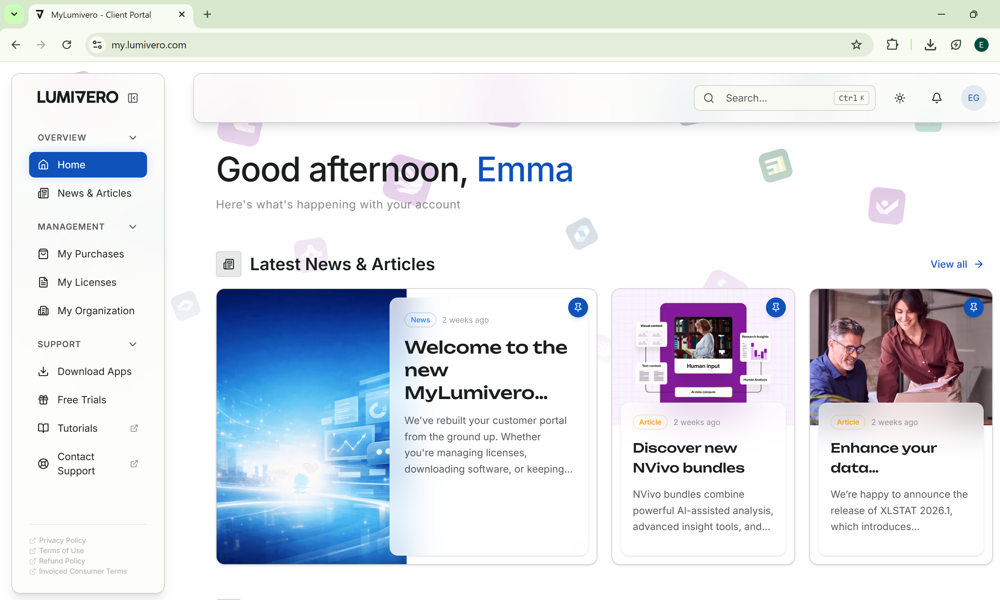 MyLumivero - Client Portal
my.lumivero.com
E
LUMIVERO
OVERVIEW
Home
News & Articles
MANAGEMENT
My Purchases
My Licenses
My Organization
SUPPORT
Download Apps
Free Trials
Tutorials
Contact
Support
Privacy Policy
Terms of Use
Refund Policy
Invoiced Consumer Terms
Search...
Ctrl K
EG
Good afternoon, Emma
Here's what's happening with your account
Latest News & Articles
View all
News
2 weeks ago
Welcome to the
new
MyLumivero...
We've rebuilt your customer portal
from the ground up. Whether
you're managing licenses,
downloading software, or keeping...
Visual content
Text content
Human input
AI data compute
Research Insights
Human Analysis
Article
2 weeks ago
Discover new
NVivo bundles
NVivo bundles combine
powerful AI-assisted analysis,
advanced insight tools, and...
Article
2 weeks ago
Enhance your
data...
We’re happy to announce the
release of XLSTAT 2026.1,
which introduces...